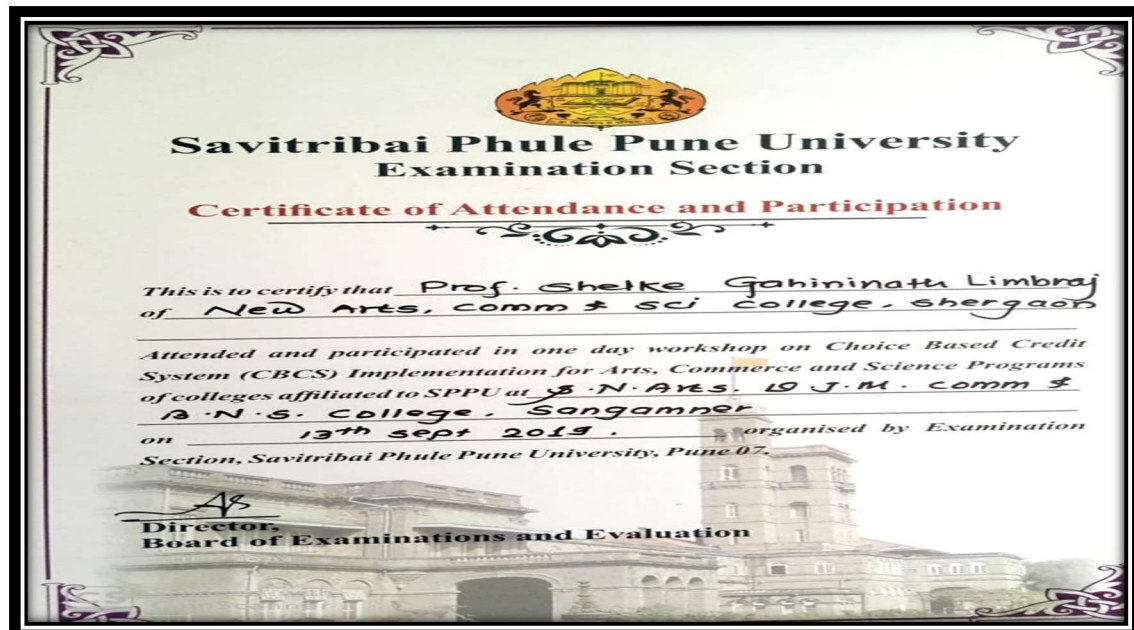 Savitribai Phule Pune University
Examination Section
Certificate of Attendance and Participation
This is to certify that Prof. Shelke Gahininath Limbraj
of New Arts, Comm & Sci College, Shergaon
Attended and participated in one day workshop on Choice Based Credit
System (CBCS) Implementation for Arts, Commerce and Science Programs
of colleges affiliated to SPPU at S.N. Arts. D J.M. Comm &
B.N.S. College, Sangamner
on 13th Sept 2019. organised by Examination
Section, Savitribai Phule Pune University, Pune 07.
Director,
Board of Examinations and Evaluation